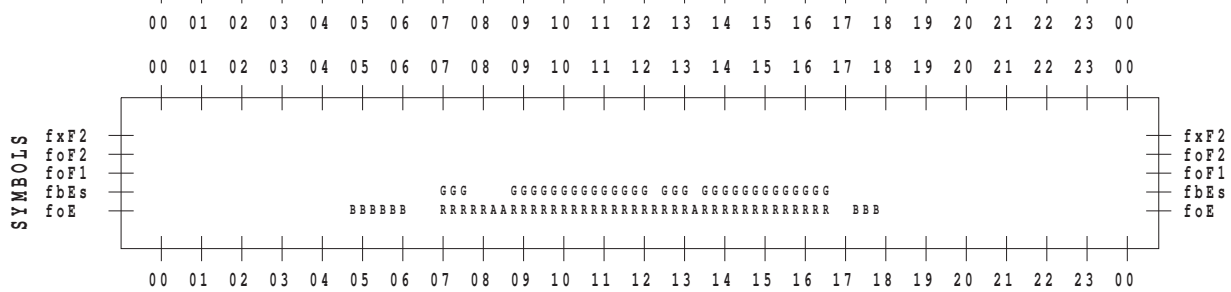 00 01 02 03 04 05 06 07 08 09 10 11 12 13 14 15 16 17 18 19 20 21 22 23 00
00 01 02 03 04 05 06 07 08 09 10 11 12 13 14 15 16 17 18 19 20 21 22 23 00
SYMBOLS
fxF2 fxF2
foF2 foF2
foF1 foF1
fbEs GGG GGGGGGGGGGGGGG GGG GGGGGGGGGGGGG fbEs
foE BBBBBB RRRRRAARRRRRRRRRRRRRRRRRRARRRRRRRRRRRRR BBB foE
00 01 02 03 04 05 06 07 08 09 10 11 12 13 14 15 16 17 18 19 20 21 22 23 00